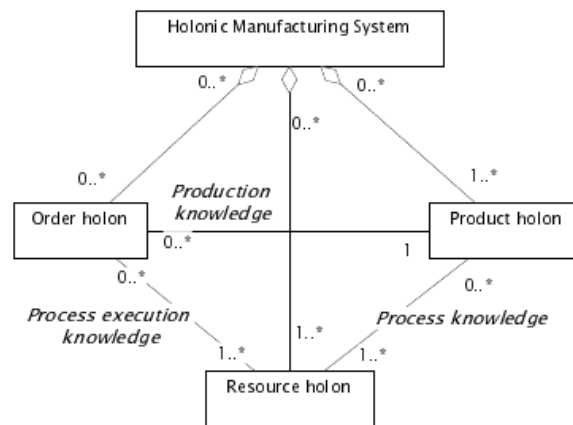 Holonic Manufacturing System
0..*
0..*
0..*
0..*
1..*
Production
knowledge
Order holon
Product holon
0..*
1
0..*
0..*
Process execution
knowledge
Process knowledge
1..*
1..*
1..*
Resource holon